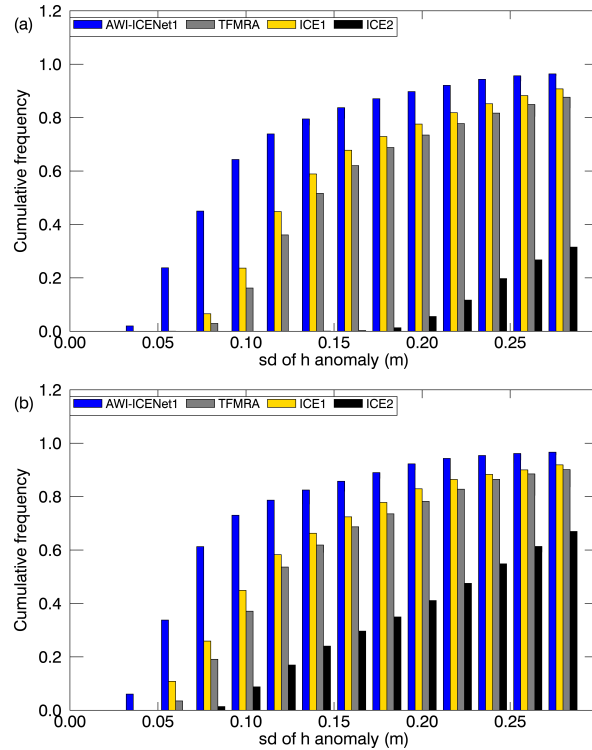 (a)
1.2
AWI-ICENet1 TFMRA ICE1 ICE2
1.0
0.8
0.6
0.4
0.2
0.0
Cumulative frequency
0.00 0.05 0.10 0.15 0.20 0.25
sd of h anomaly (m)
(b)
1.2
AWI-ICENet1 TFMRA ICE1 ICE2
1.0
0.8
0.6
0.4
0.2
0.0
Cumulative frequency
0.00 0.05 0.10 0.15 0.20 0.25
sd of h anomaly (m)